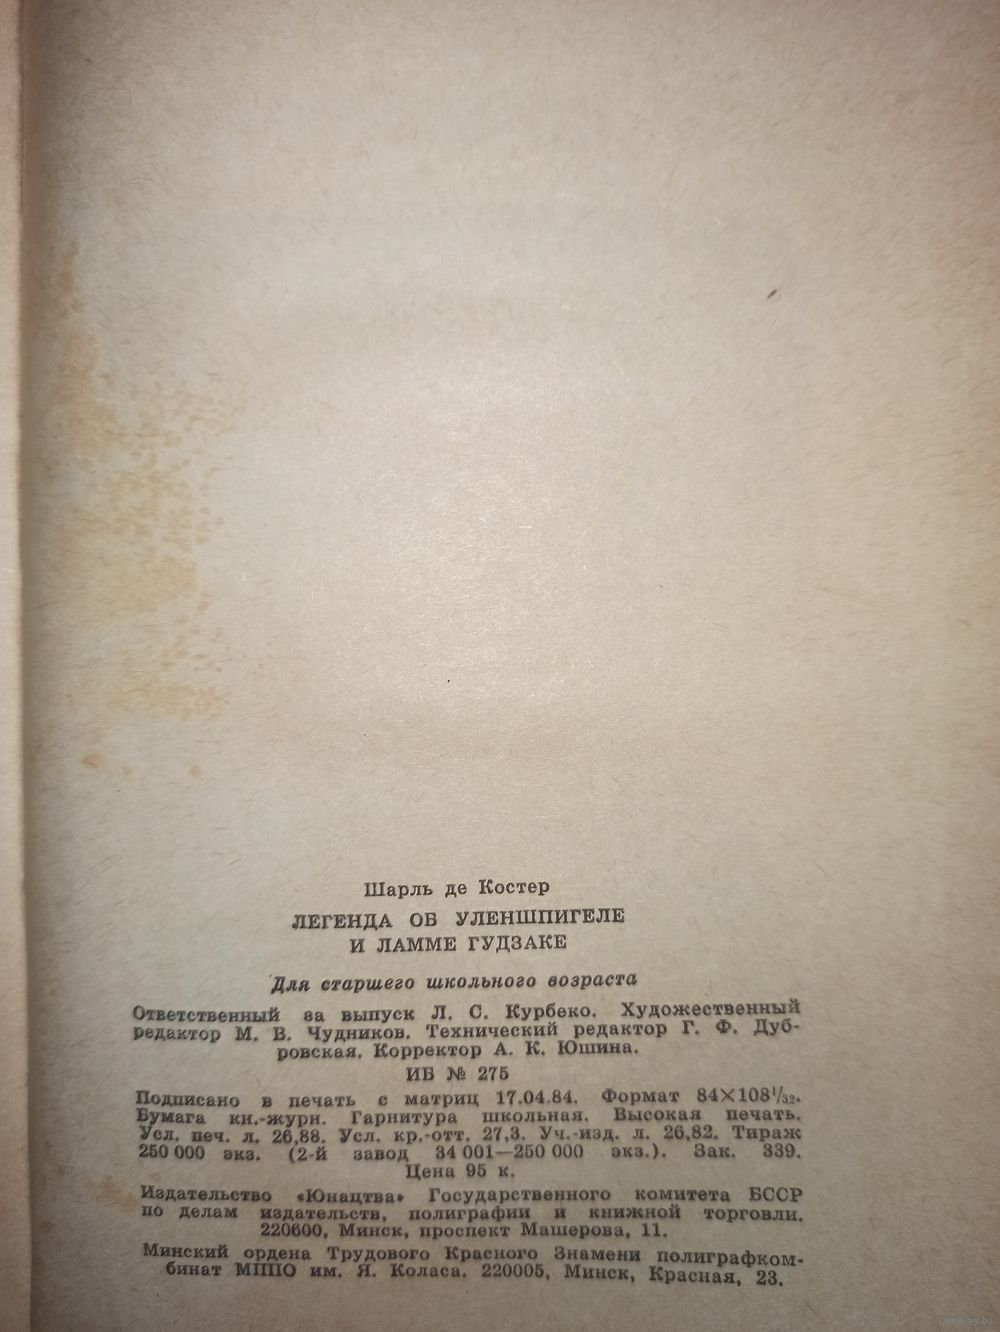 Шарль де Костер
ЛЕГЕНДА ОБ УЛЕНШПИГЕЛЕ
И ЛАММЕ ГУДЗАКЕ
Для старшего школьного возраста
Ответственный за выпуск Л. С. Курбеко. Художественный
редактор М. В. Чудников. Технический редактор Г. Ф. Дуб-
ровская. Корректор А. К. Юшина.
ИБ № 275
Подписано в печать с матриц 17.04.84. Формат 84×108¹/₃₂.
Бумага кн.-журн. Гарнитура школьная. Высокая печать.
Усл. печ. л. 26,88. Усл. кр.-отт. 27,3. Уч.-изд. л. 26,82. Тираж
250 000 экз. (2-й завод 34 001—250 000 экз.). Зак. 339.
Цена 95 к.
Издательство «Юнацтва» Государственного комитета БССР
по делам издательств, полиграфии и книжной торговли.
220600, Минск, проспект Машерова, 11.
Минский ордена Трудового Красного Знамени полиграфком-
бинат МППО им. Я. Коласа. 220005, Минск, Красная, 23.